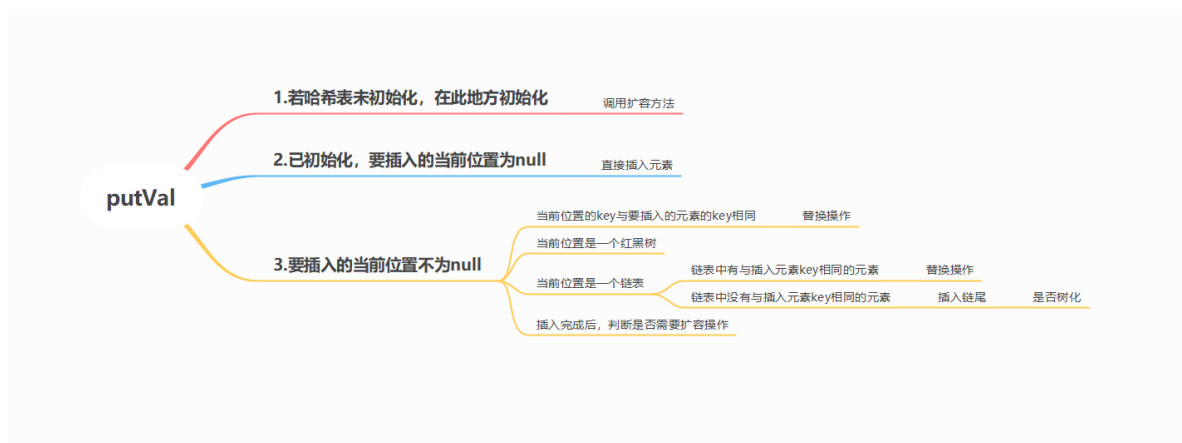 putVal
1.若哈希表未初始化，在此地方初始化
调用扩容方法
2.已初始化，要插入的当前位置为null
直接插入元素
3.要插入的当前位置不为null
当前位置的key与要插入的元素的key相同
替换操作
当前位置是一个红黑树
当前位置是一个链表
链表中有与插入元素key相同的元素
替换操作
链表中没有与插入元素key相同的元素
插入链尾
是否树化
插入完成后，判断是否需要扩容操作